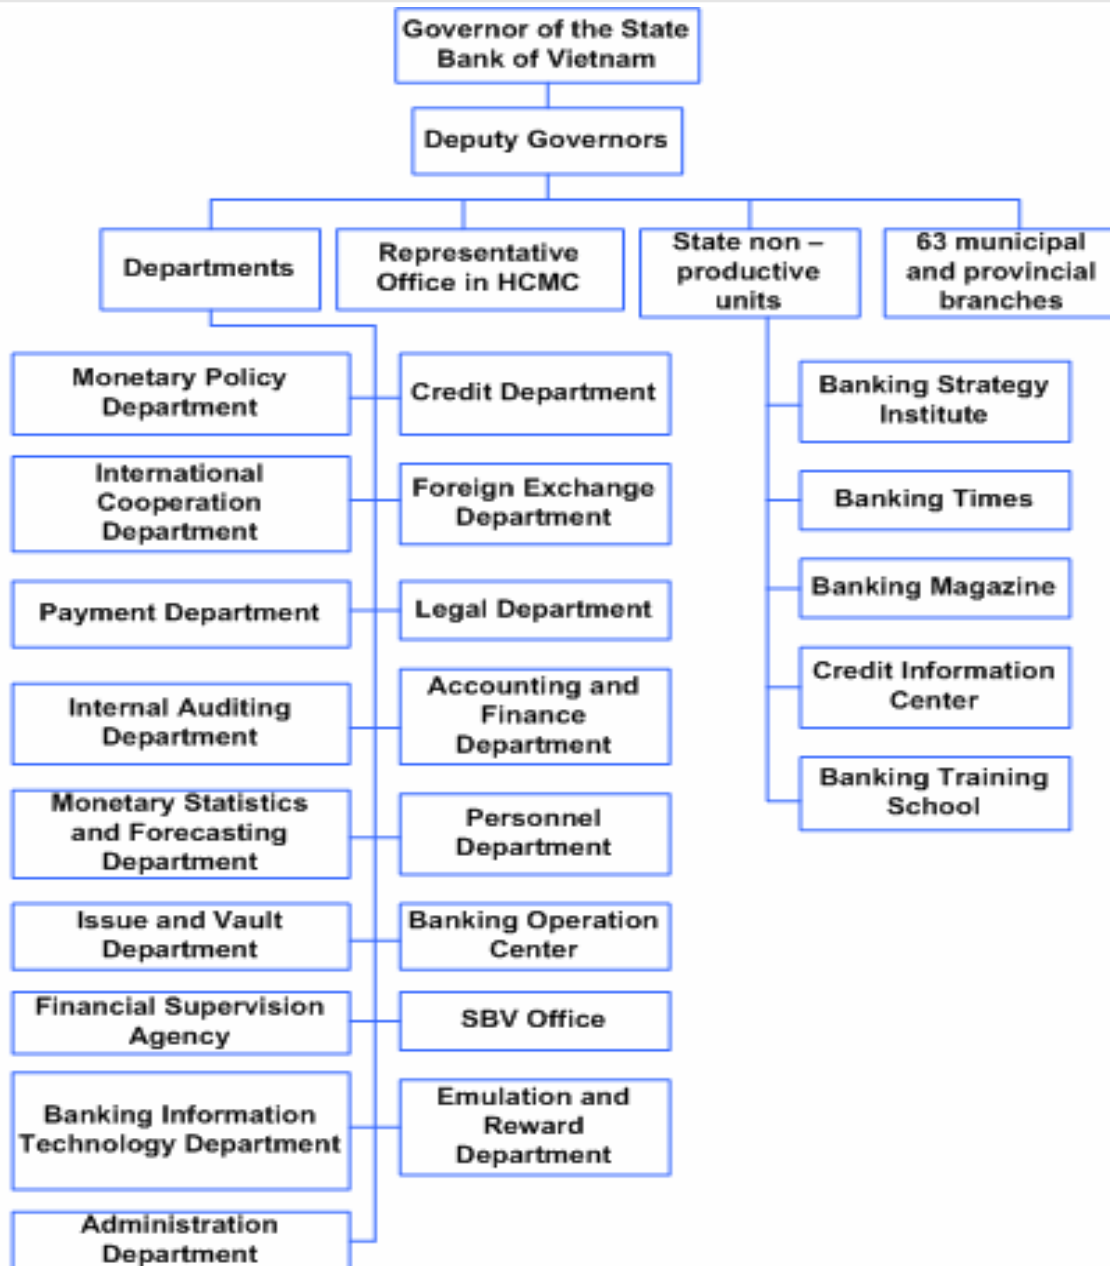 Governor of the State
Bank of Vietnam
Deputy Governors
Departments
Representative
Office in HCMC
State non –
productive
units
63 municipal
and provincial
branches
Monetary Policy
Department
Credit Department
International
Cooperation
Department
Foreign Exchange
Department
Payment Department
Legal Department
Internal Auditing
Department
Accounting and
Finance
Department
Monetary Statistics
and Forecasting
Department
Personnel
Department
Issue and Vault
Department
Banking Operation
Center
Financial Supervision
Agency
SBV Office
Banking Information
Technology Department
Emulation and
Reward
Department
Administration
Department
Banking Strategy
Institute
Banking Times
Banking Magazine
Credit Information
Center
Banking Training
School